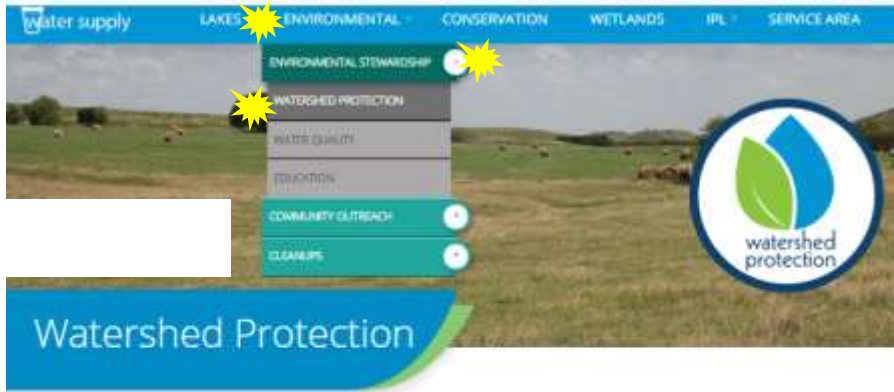 water supply
LAKES ENVIRONMENTAL CONSERVATION WETLANDS IPL SERVICE AREA
ENVIRONMENTAL STEWARDSHIP
WATERSHED PROTECTION
WATER QUALITY
EDUCATION
COMMUNITY OUTREACH
CLEANUPS
watershed
protection
Watershed Protection